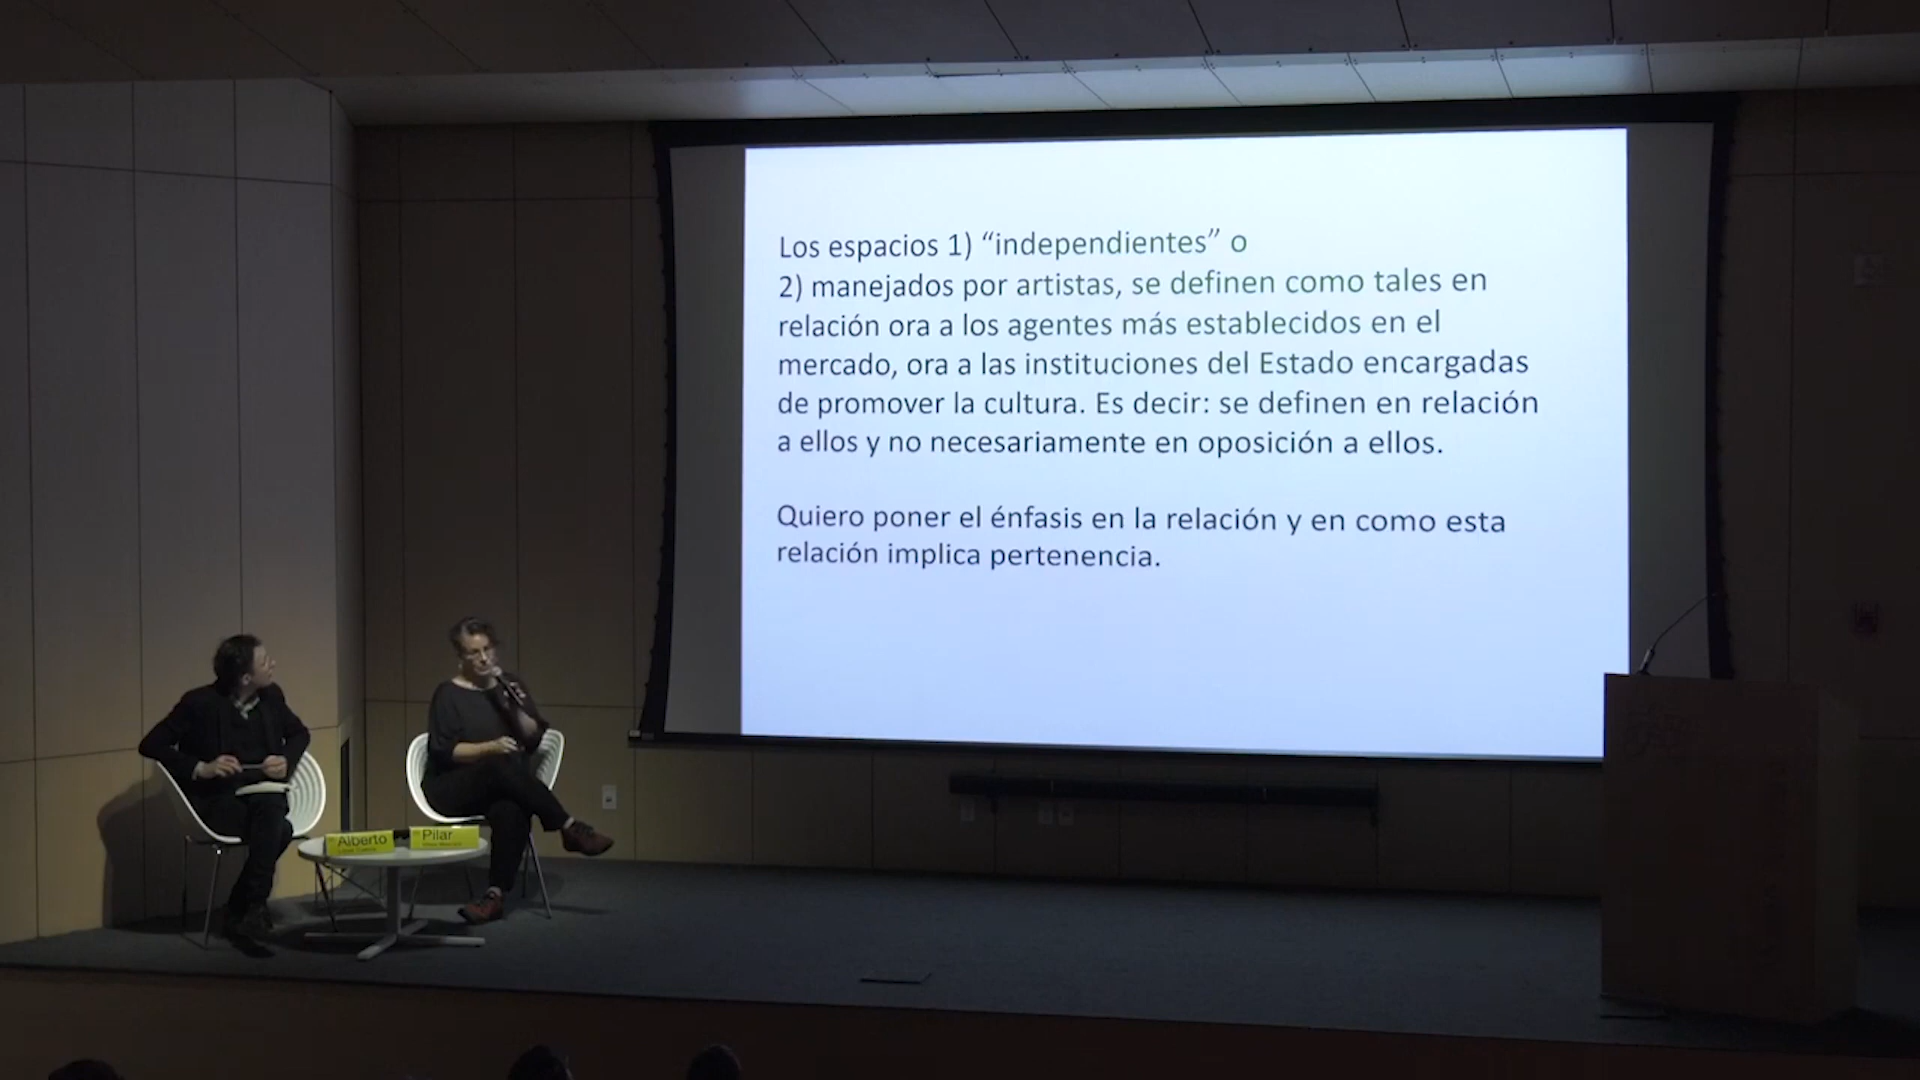 Los espacios 1) “independientes” o
2) manejados por artistas, se definen como tales en
relación ora a los agentes más establecidos en el
mercado, ora a las instituciones del Estado encargadas
de promover la cultura. Es decir: se definen en relación
a ellos y no necesariamente en oposición a ellos.
Quiero poner el énfasis en la relación y en como esta
relación implica pertenencia.
Alberto
Pilar